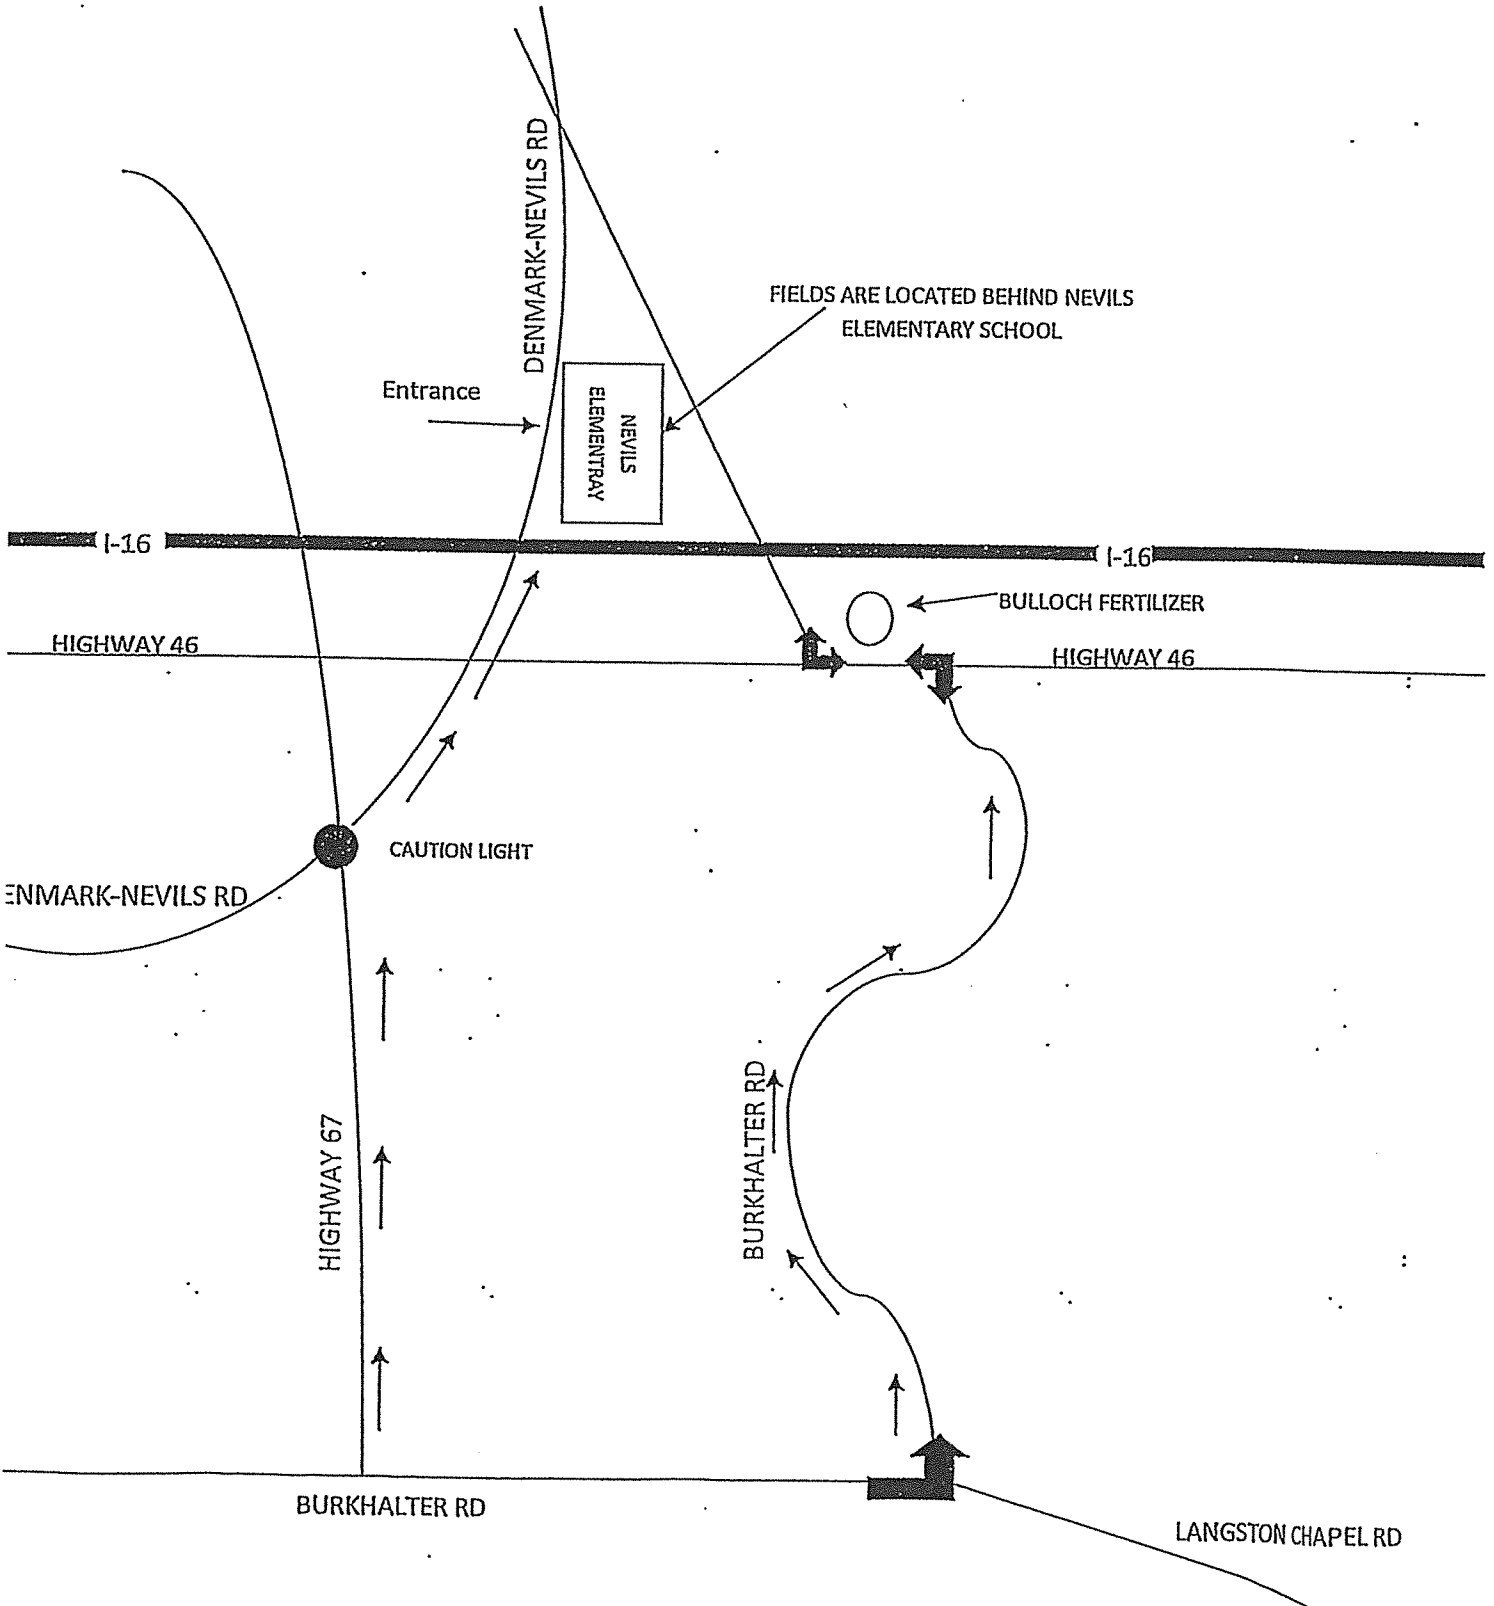 DENMARK-NEVILS RD
FIELDS ARE LOCATED BEHIND NEVILS
ELEMENTARY SCHOOL
Entrance
NEVILS
ELEMENTRAY
I-16
I-16
BULLOCH FERTILIZER
HIGHWAY 46
HIGHWAY 46
CAUTION LIGHT
ENMARK-NEVILS RD
BURKHALTER RD
HIGHWAY 67
BURKHALTER RD
LANGSTON CHAPEL RD